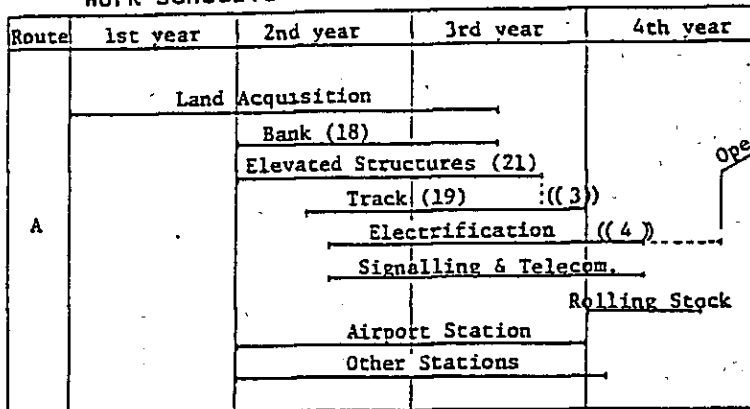 Route 1st year 2nd year 3rd year 4th year
Land Acquisition
Bank (18)
Elevated Structures (21)
Track (19) ((3))
A
Electrification ((4))
Signalling & Telecom.
Rolling Stock
Airport Station
Other Stations